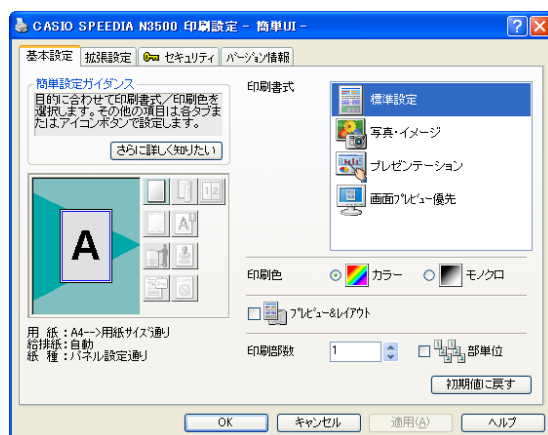 CASIO SPEEDIA N3500 印刷設定 - 簡単UI -
基本設定 拡張設定 セキュリティ バージョン情報
簡単設定ガイダンス
目的に合わせて印刷書式/印刷色を
選択します。その他の項目は各タブま
たはアイコンボタンで設定します。
さらに詳しく知りたい
A
用 紙 : A4-->用紙サイズ通り
給排紙 : 自動
紙 種 : パネル設定通り
印刷書式
標準設定
写真・イメージ
プレゼンテーション
画面プレビュー優先
印刷色 カラー モノクロ
プレビュー&レイアウト
印刷部数 1 部単位
初期値に戻す
OK キャンセル 適用(A) ヘルプ